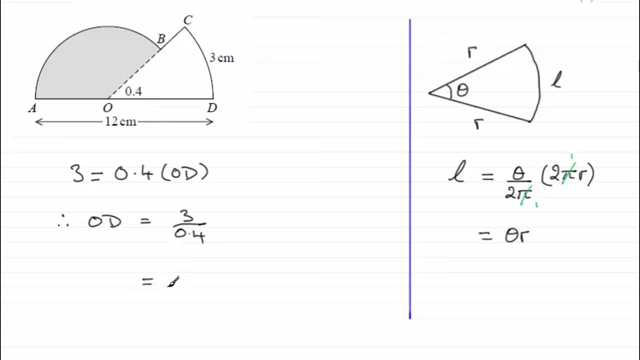 C
B
3 cm
0.4
A
O
D
12 cm
3 = 0.4 (OD)
∴ OD = 3/0.4
=
r
θ
l
r
l = θ/2π (2πr)
= θr